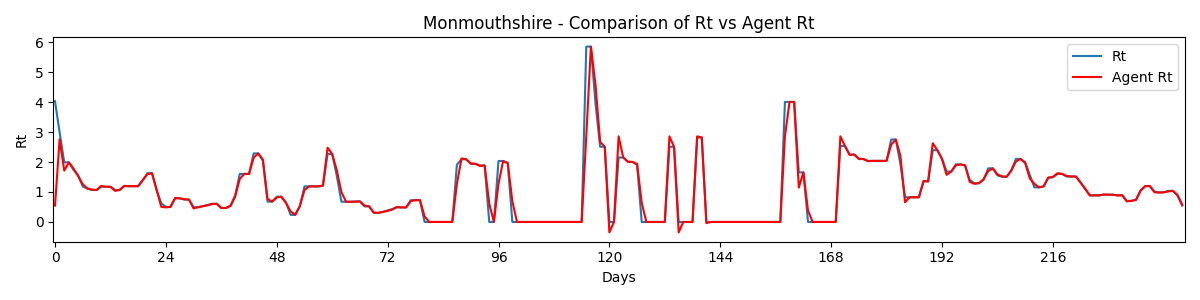 Monmouthshire - Comparison of Rt vs Agent Rt
Rt
Agent Rt
6
5
4
3
2
1
0
Rt
0 24 48 72 96 120 144 168 192 216
Days